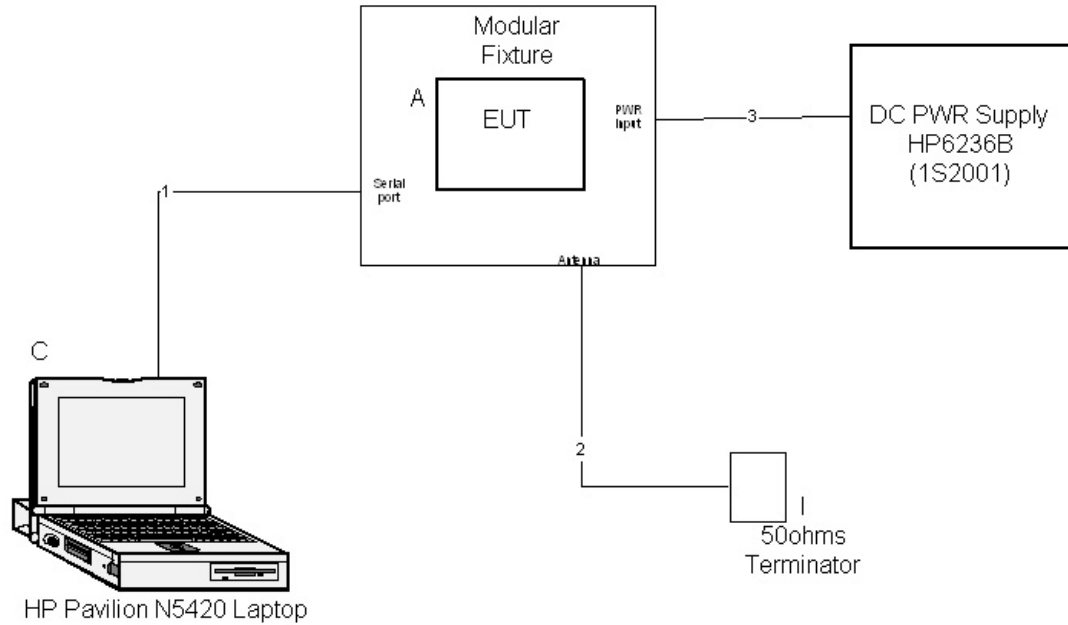 Modular
Fixture
A
EUT
PWR
Input
3
DC PWR Supply
HP6236B
(1S2001)
Serial
port
1
Antenna
C
2
I
50ohms
Terminator
HP Pavilion N5420 Laptop